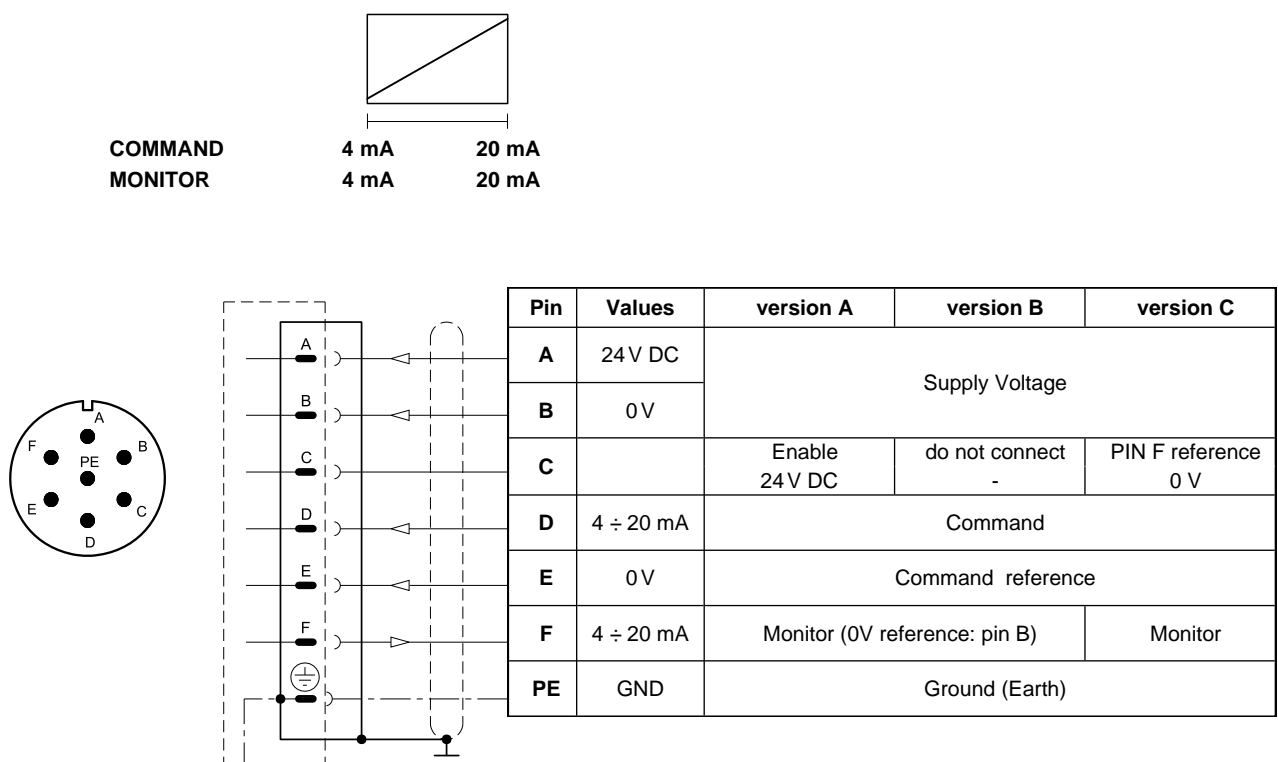 COMMAND 4 mA 20 mA
MONITOR 4 mA 20 mA
A
F B
PE
E C
D
A
B
C
D
E
F
Pin Values version A version B version C
A 24 V DC Supply Voltage
B 0 V
C Enable 24 V DC do not connect - PIN F reference 0 V
D 4 ÷ 20 mA Command
E 0 V Command reference
F 4 ÷ 20 mA Monitor (0V reference: pin B) Monitor
PE GND Ground (Earth)